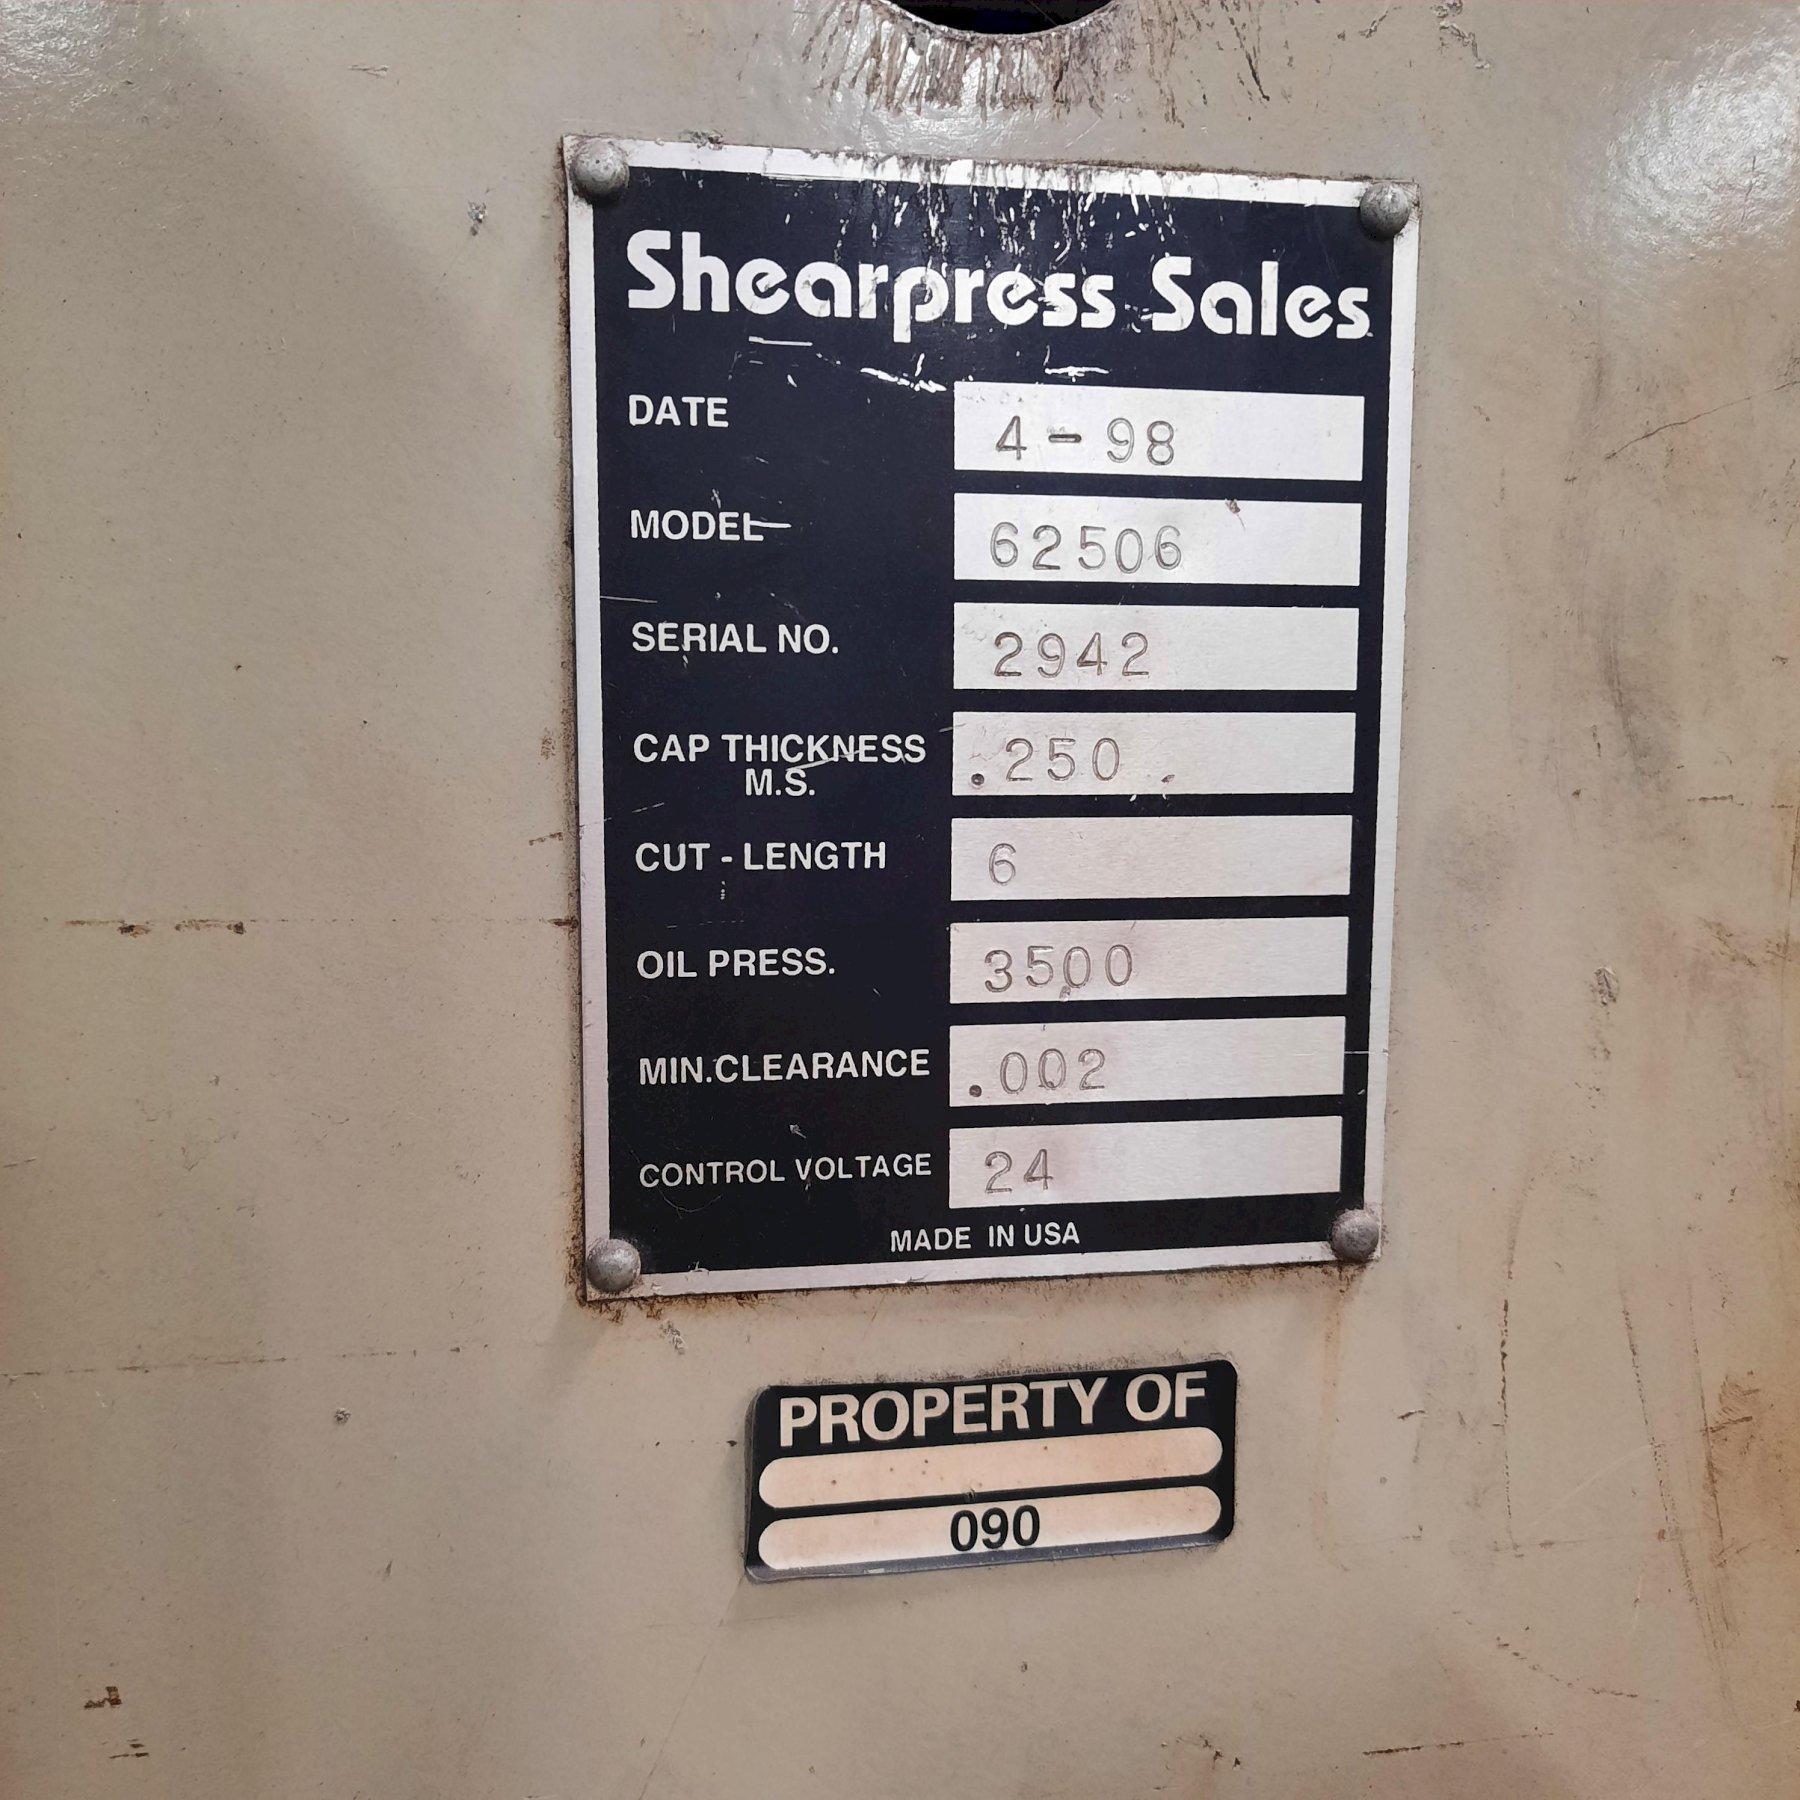 Shearpress Sales
DATE 4-98
MODEL 62506
SERIAL NO. 2942
CAP THICKNESS .250
M.S.
CUT - LENGTH 6
OIL PRESS. 3500
MIN.CLEARANCE .002
CONTROL VOLTAGE 24
MADE IN USA
PROPERTY OF
090